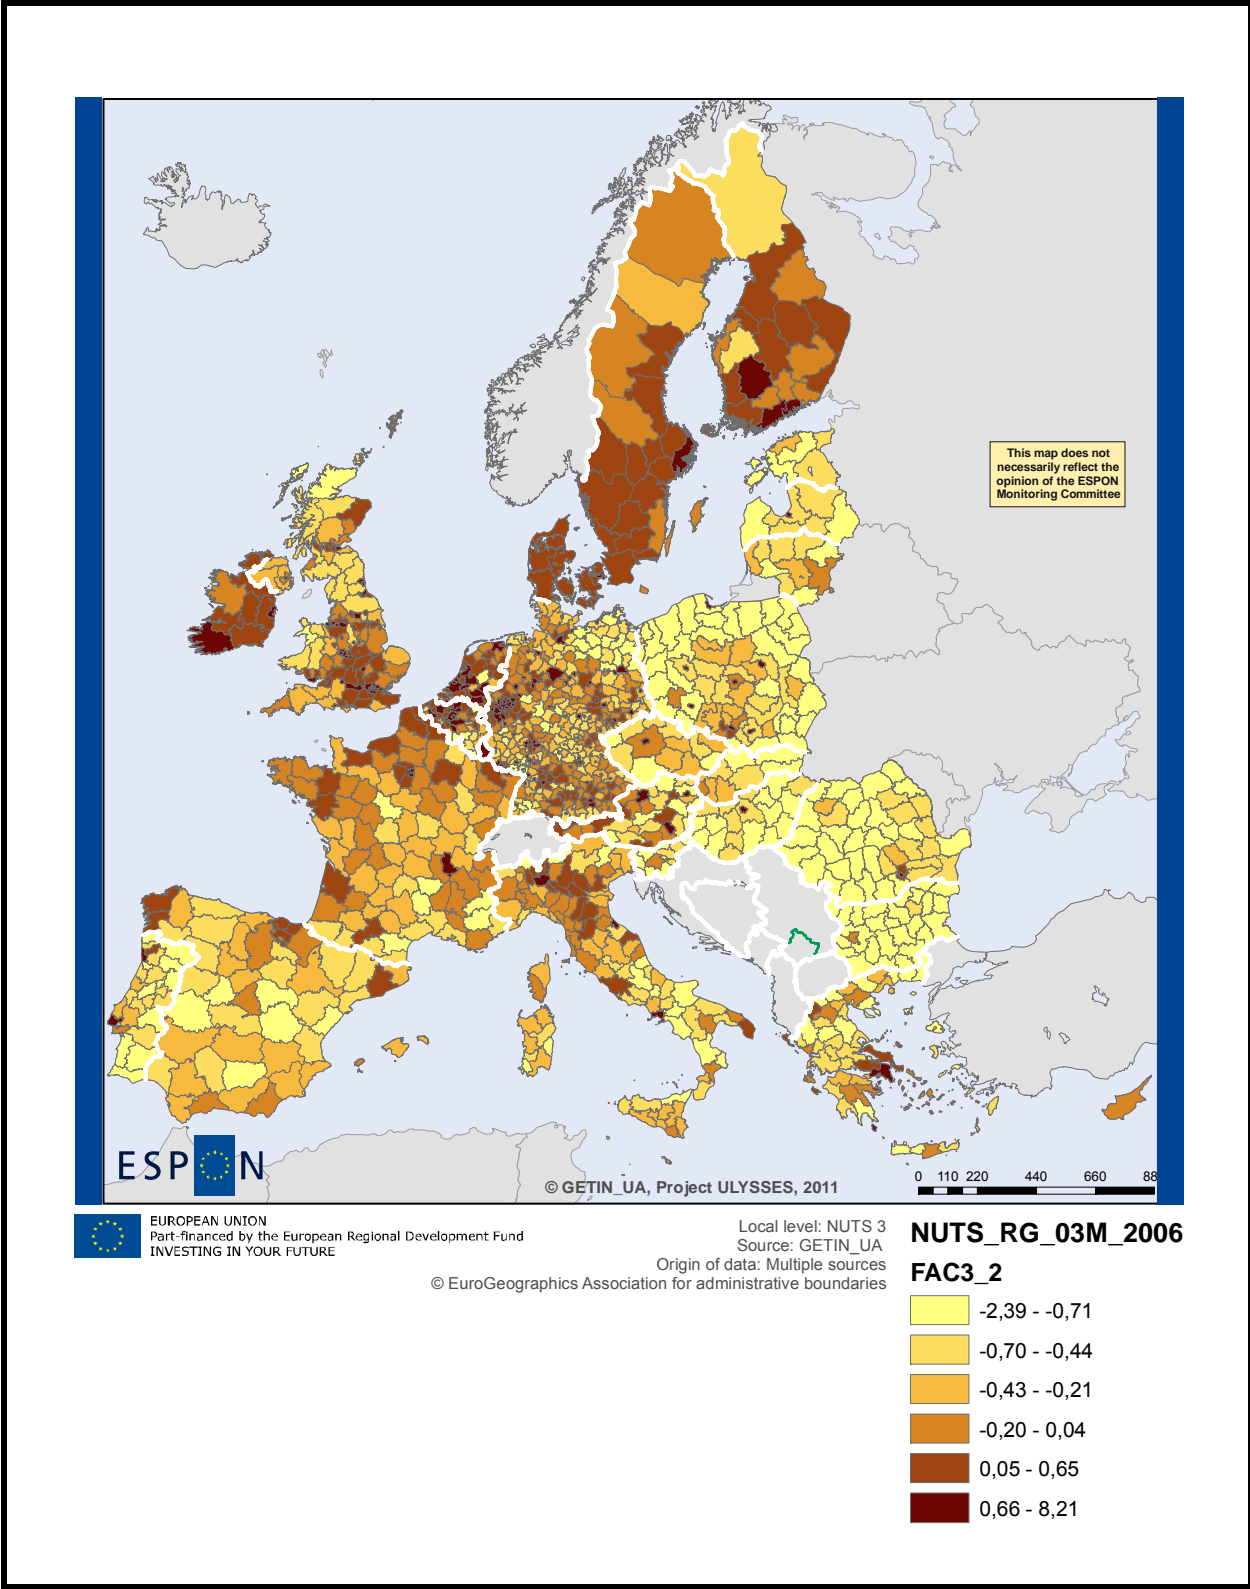 This map does not
necessarily reflect the
opinion of the ESPON
Monitoring Committee
ESPON
© GETIN_UA, Project ULYSSES, 2011
0 110 220 440 660 88
EUROPEAN UNION
Part-financed by the European Regional Development Fund
INVESTING IN YOUR FUTURE
Local level: NUTS 3
Source: GETIN_UA
Origin of data: Multiple sources
© EuroGeographics Association for administrative boundaries
NUTS_RG_03M_2006
FAC3_2
-2,39 - -0,71
-0,70 - -0,44
-0,43 - -0,21
-0,20 - 0,04
0,05 - 0,65
0,66 - 8,21